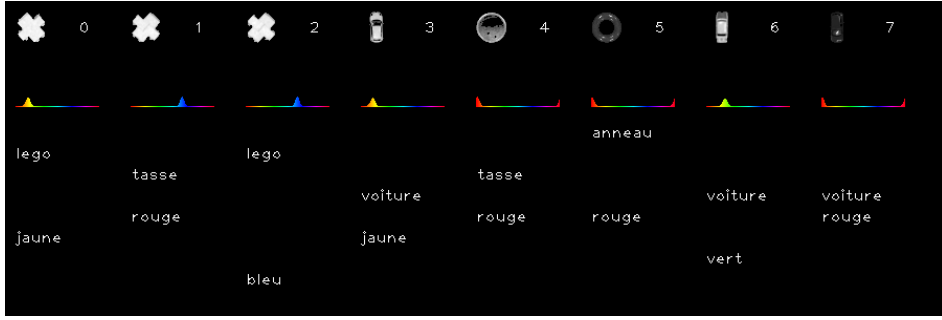 0 1 2 3 4 5 6 7
anneau
lego lego
tasse tasse
voiture voiture voiture
rouge rouge rouge rouge
jaune jaune
vert
bleu